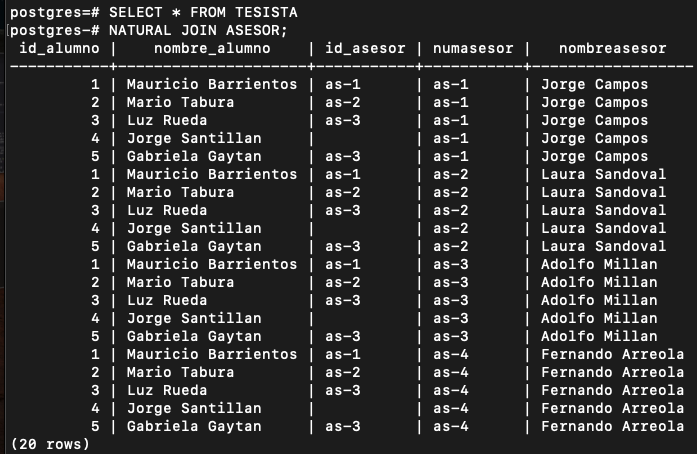 postgres=# SELECT * FROM TESISTA
postgres-# NATURAL JOIN ASESOR;
 id_alumno |    nombre_alumno    | id_asesor | numasesor |   nombreasesor
-----------+---------------------+-----------+-----------+------------------
         1 | Mauricio Barrientos | as-1      | as-1      | Jorge Campos
         2 | Mario Tabura        | as-2      | as-1      | Jorge Campos
         3 | Luz Rueda           | as-3      | as-1      | Jorge Campos
         4 | Jorge Santillan     |           | as-1      | Jorge Campos
         5 | Gabriela Gaytan     | as-3      | as-1      | Jorge Campos
         1 | Mauricio Barrientos | as-1      | as-2      | Laura Sandoval
         2 | Mario Tabura        | as-2      | as-2      | Laura Sandoval
         3 | Luz Rueda           | as-3      | as-2      | Laura Sandoval
         4 | Jorge Santillan     |           | as-2      | Laura Sandoval
         5 | Gabriela Gaytan     | as-3      | as-2      | Laura Sandoval
         1 | Mauricio Barrientos | as-1      | as-3      | Adolfo Millan
         2 | Mario Tabura        | as-2      | as-3      | Adolfo Millan
         3 | Luz Rueda           | as-3      | as-3      | Adolfo Millan
         4 | Jorge Santillan     |           | as-3      | Adolfo Millan
         5 | Gabriela Gaytan     | as-3      | as-3      | Adolfo Millan
         1 | Mauricio Barrientos | as-1      | as-4      | Fernando Arreola
         2 | Mario Tabura        | as-2      | as-4      | Fernando Arreola
         3 | Luz Rueda           | as-3      | as-4      | Fernando Arreola
         4 | Jorge Santillan     |           | as-4      | Fernando Arreola
         5 | Gabriela Gaytan     | as-3      | as-4      | Fernando Arreola
(20 rows)